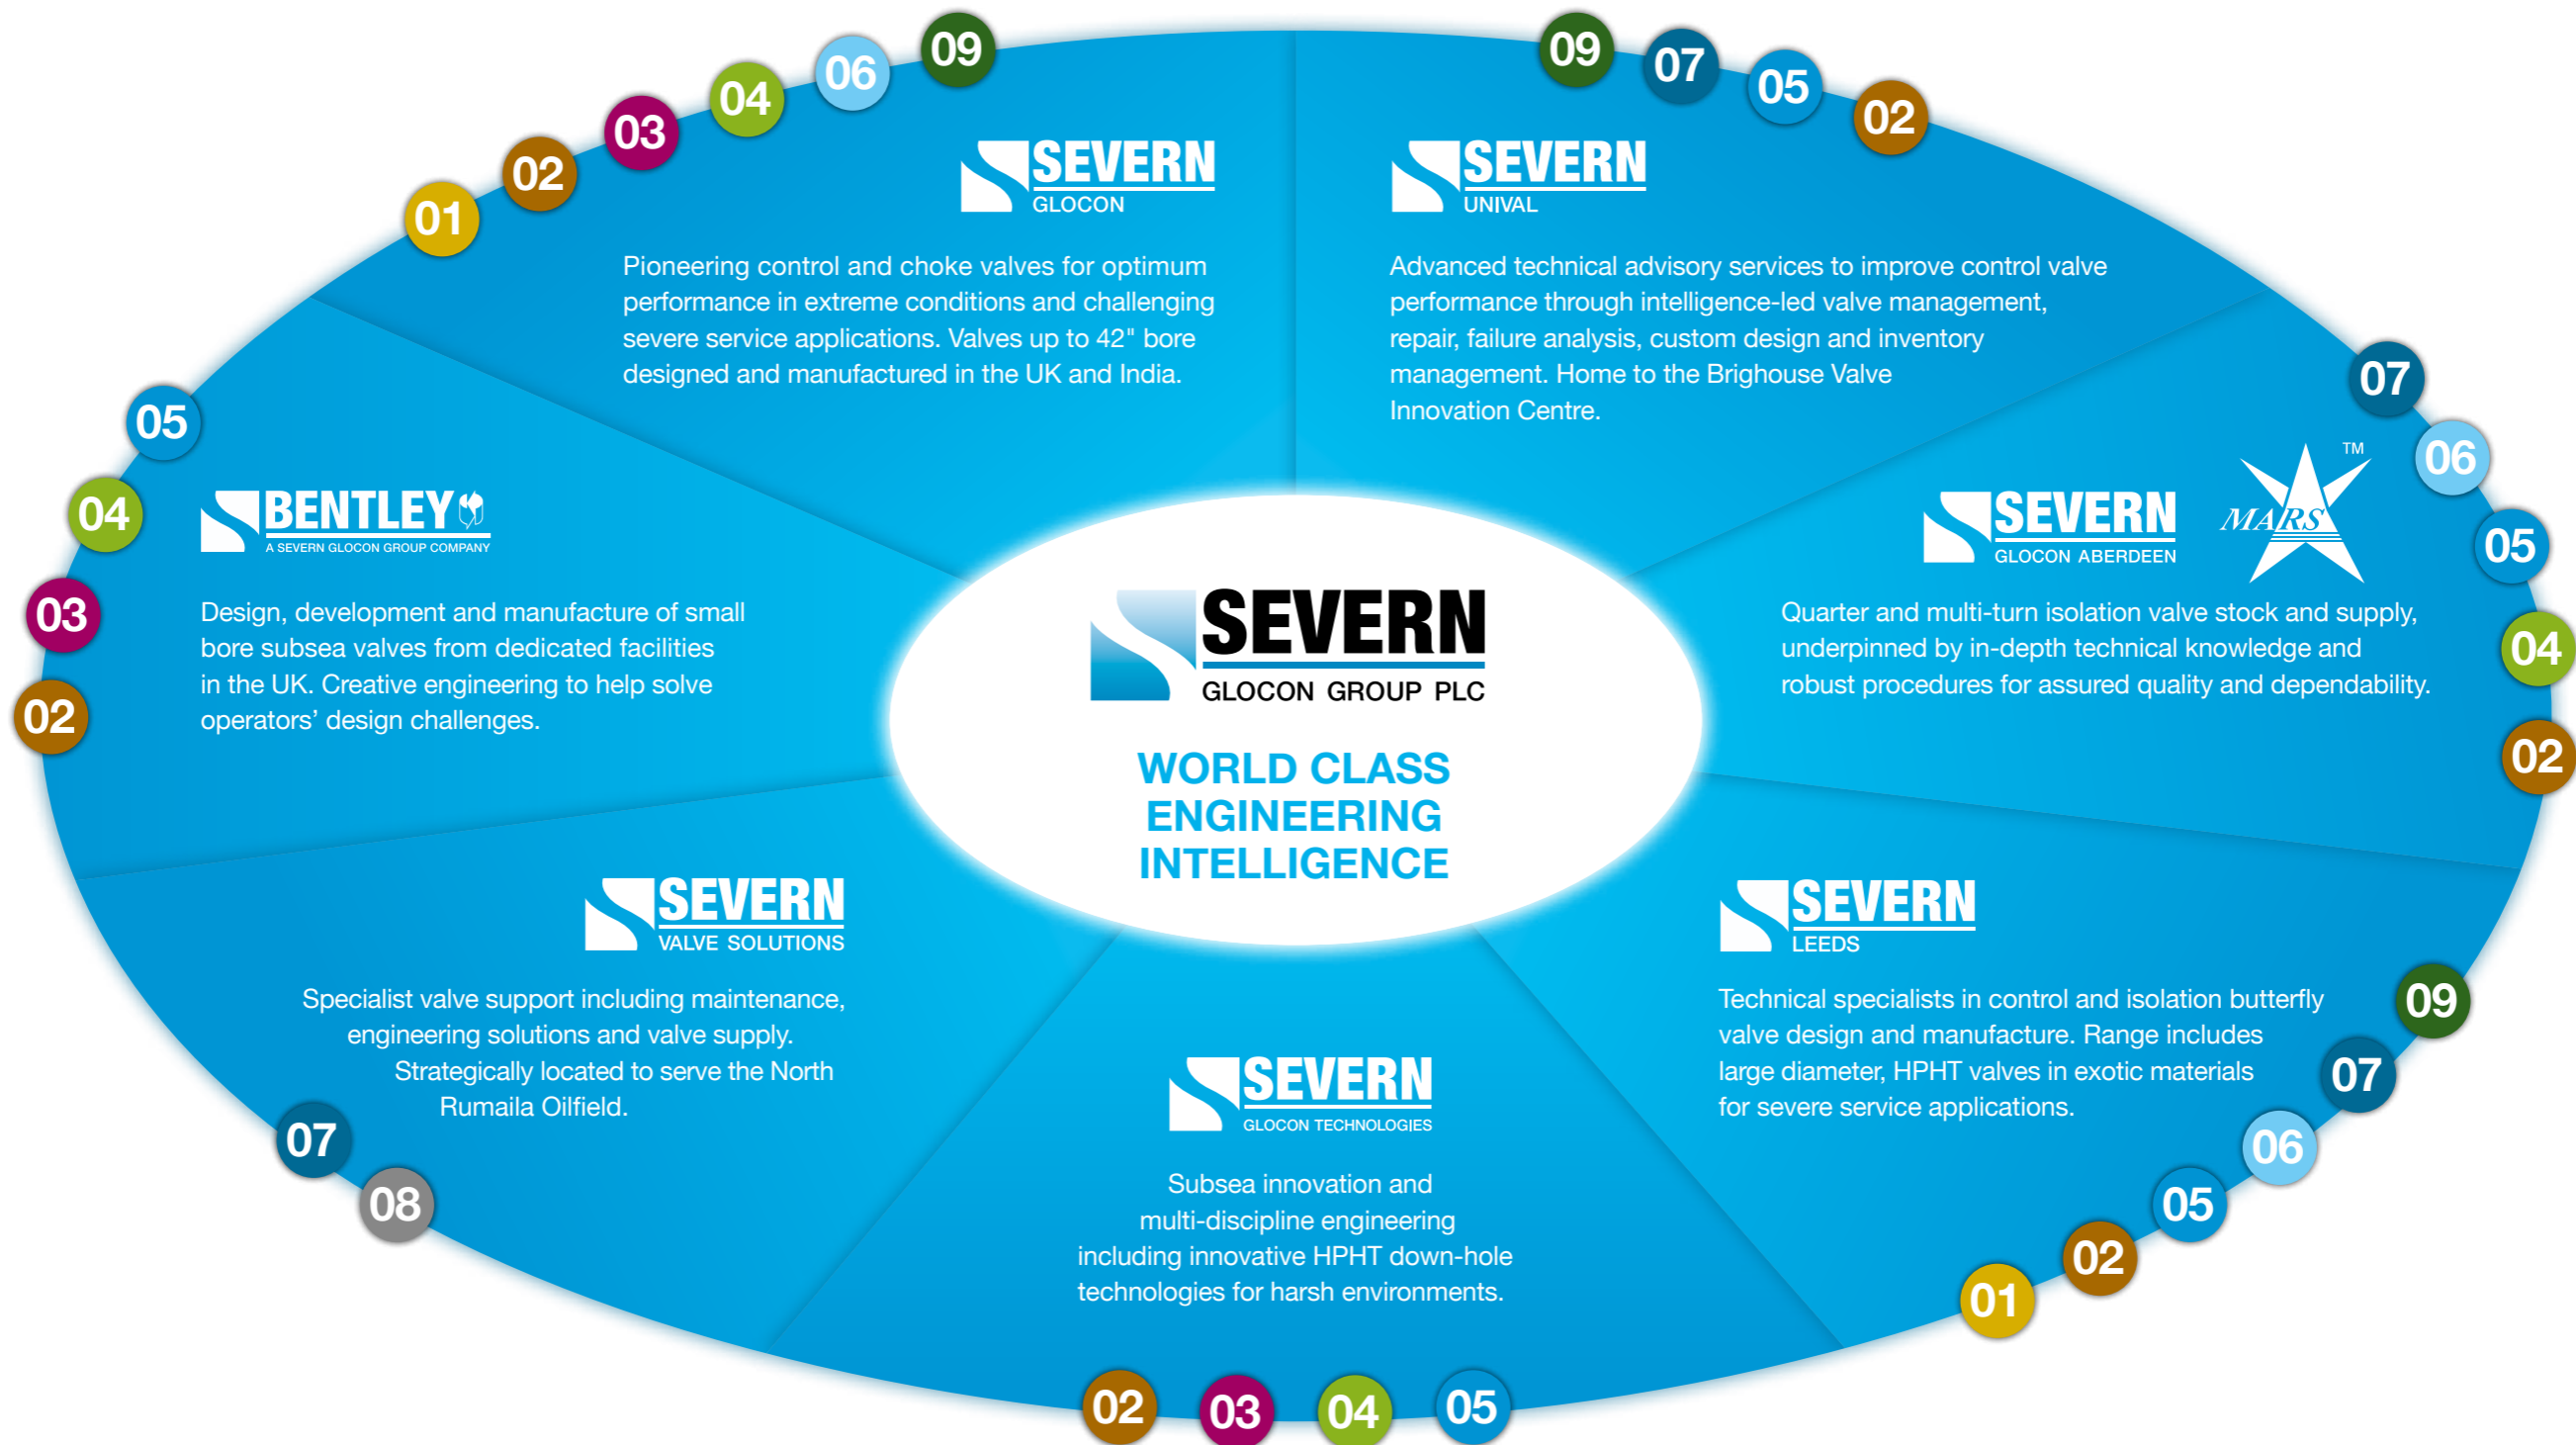 01
02
03
04
06
09
SEVERN
GLOCON
Pioneering control and choke valves for optimum
performance in extreme conditions and challenging
severe service applications. Valves up to 42" bore
designed and manufactured in the UK and India.
09
07
05
02
SEVERN
UNIVAL
Advanced technical advisory services to improve control valve
performance through intelligence-led valve management,
repair, failure analysis, custom design and inventory
management. Home to the Brighouse Valve
Innovation Centre.
05
04
03
02
BENTLEY
A SEVERN GLOCON GROUP COMPANY
Design, development and manufacture of small
bore subsea valves from dedicated facilities
in the UK. Creative engineering to help solve
operators’ design challenges.
SEVERN
GLOCON GROUP PLC
WORLD CLASS
ENGINEERING
INTELLIGENCE
07
06
05
04
02
SEVERN
GLOCON ABERDEEN
MARS
TM
Quarter and multi-turn isolation valve stock and supply,
underpinned by in-depth technical knowledge and
robust procedures for assured quality and dependability.
SEVERN
VALVE SOLUTIONS
Specialist valve support including maintenance,
engineering solutions and valve supply.
Strategically located to serve the North
Rumaila Oilfield.
07
08
SEVERN
GLOCON TECHNOLOGIES
Subsea innovation and
multi-discipline engineering
including innovative HPHT down-hole
technologies for harsh environments.
02
03
04
05
SEVERN
LEEDS
Technical specialists in control and isolation butterfly
valve design and manufacture. Range includes
large diameter, HPHT valves in exotic materials
for severe service applications.
09
07
06
05
02
01